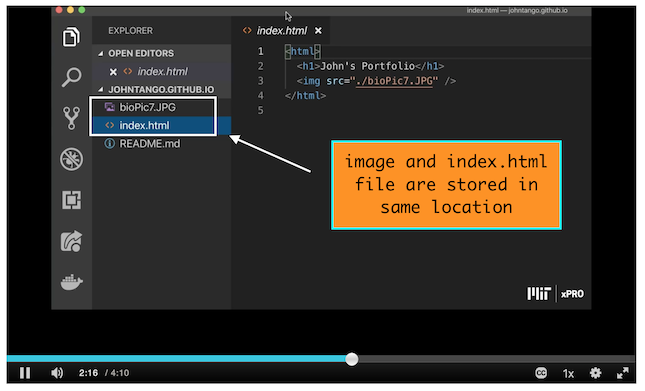 index.html — johntango.github.io
EXPLORER
OPEN EDITORS
index.html
JOHNTANGO.GITHUB.IO
bioPic7.JPG
index.html
README.md
index.html
1 <html>
2 <h1>John's Portfolio</h1>
3 <img src="./bioPic7.JPG" />
4 </html>
5
image and index.html
file are stored in
same location
MIT xPRO
2:16 / 4:10
CC
1x